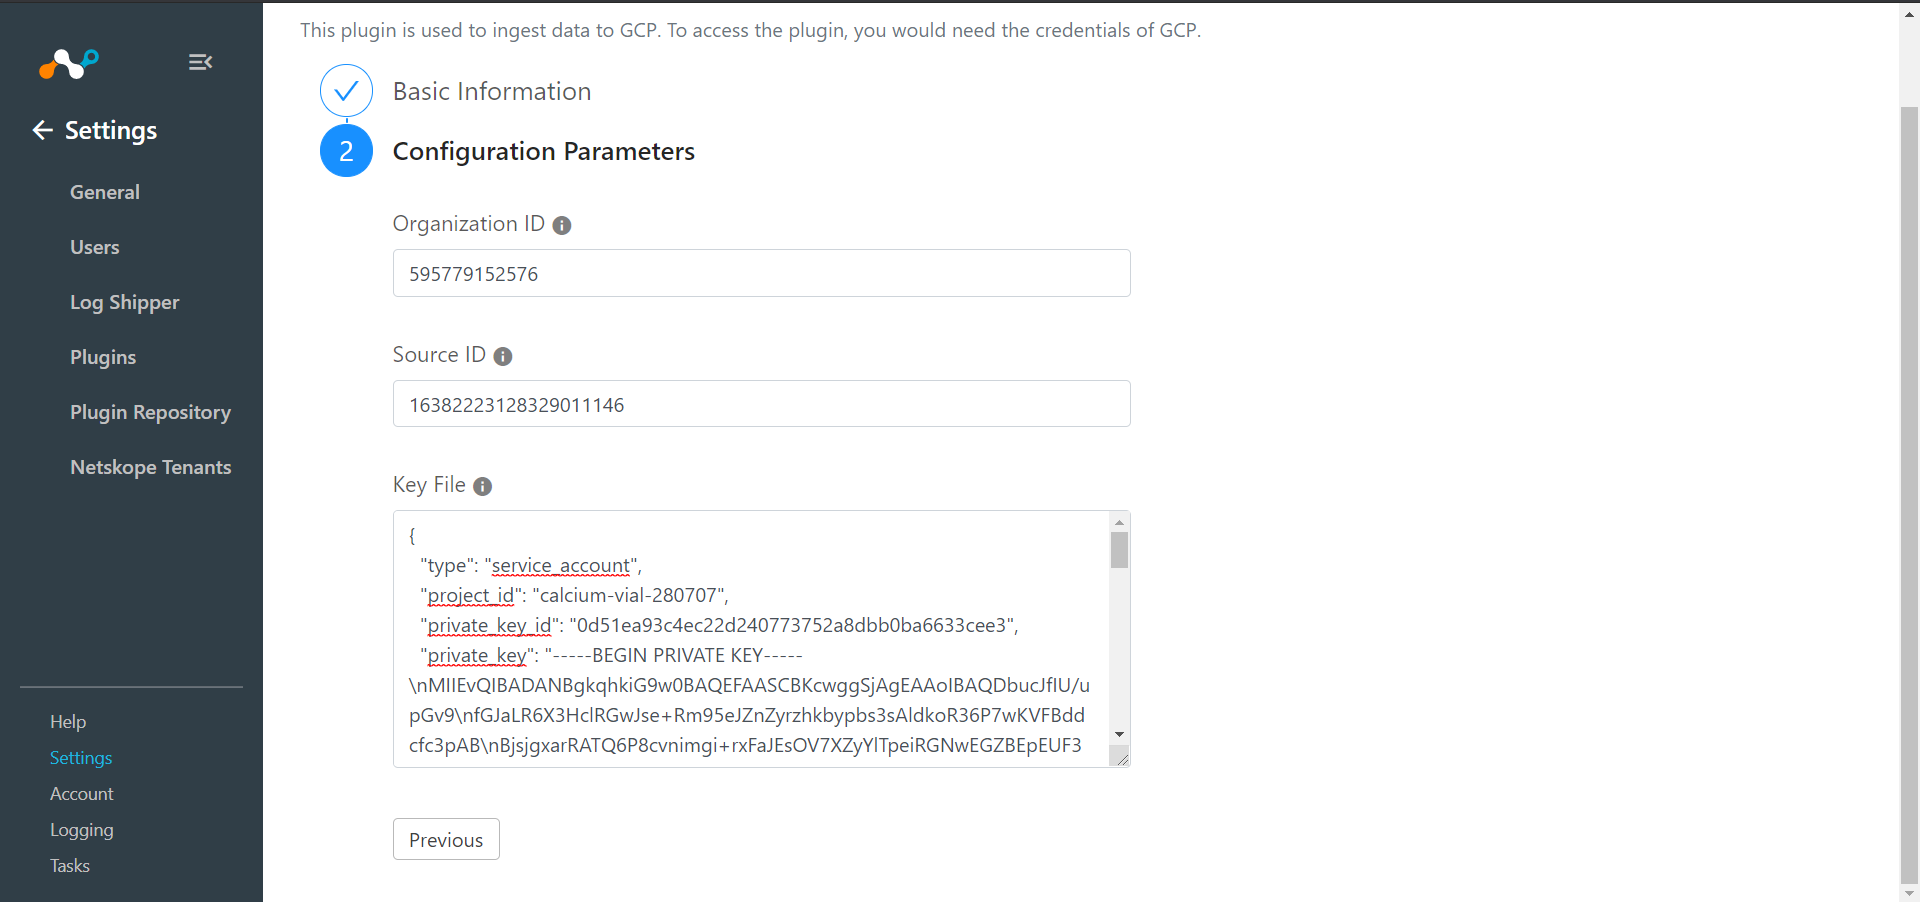 This plugin is used to ingest data to GCP. To access the plugin, you would need the credentials of GCP.
Basic Information
Settings
2
Configuration Parameters
General
Users
Log Shipper
Plugins
Plugin Repository
Netskope Tenants
Organization ID
595779152576
Source ID
16382223128329011146
Key File
{
"type": "service_account",
"project_id": "calcium-vial-280707",
"private_key_id": "0d51ea93c4ec22d240773752a8dbb0ba6633cee3",
"private_key": "-----BEGIN PRIVATE KEY-----
\nMIIEvQIBADANBgkqhkiG9w0BAQEFAASCBKcwggSjAgEAAoIBAQDbucJfIU/u
pGv9\nfGJaLR6X3HclRGwJse+Rm95eJZnZyrzhkbypbs3sAldkoR36P7wKVFBdd
cfc3pAB\nBjsjgxarRATQ6P8cvnimgi+rxFaJEsOV7XZyYlTpeiRGNwEGZBEpEUF3
Previous
Help
Settings
Account
Logging
Tasks